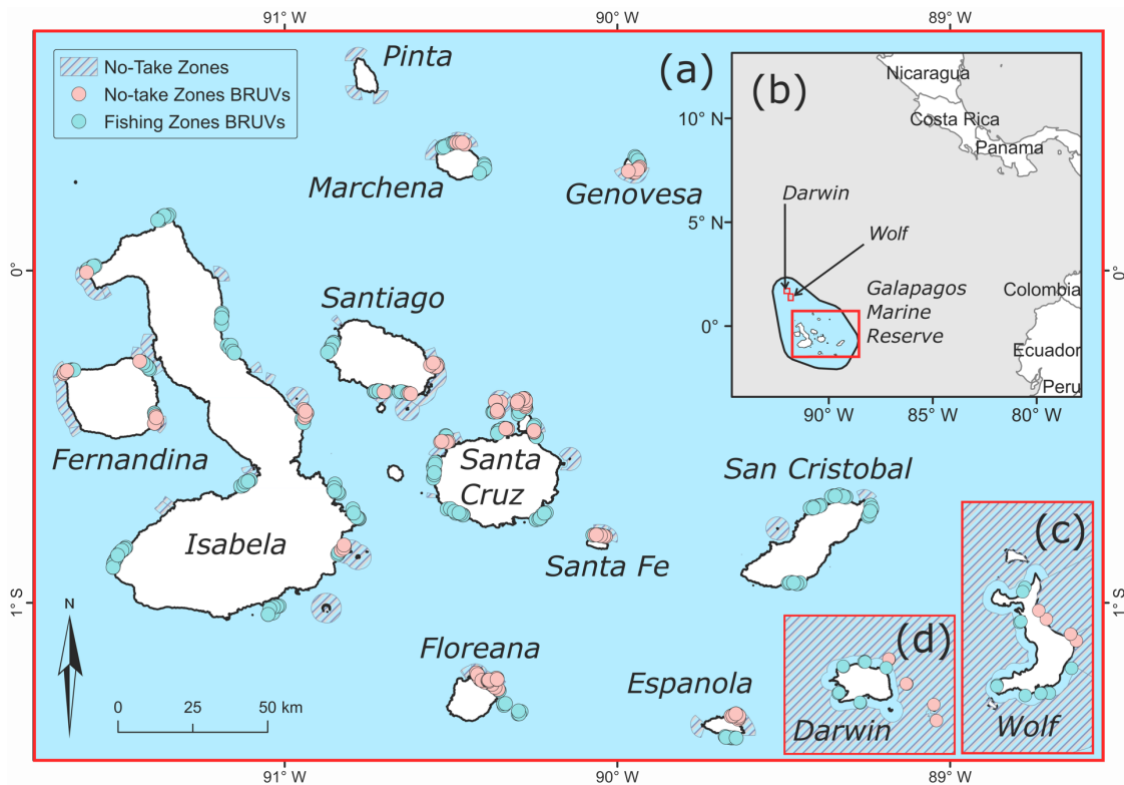 91° W
90° W
89° W
No-Take Zones
No-take Zones BRUVs
Fishing Zones BRUVs
Pinta
(a)
(b)
Nicaragua
Costa Rica
Panama
10° N
5° N
0°
Marchena
Genovesa
Darwin
Wolf
Galapagos
Marine
Reserve
Colombia
Ecuador
Peru
90° W
85° W
80° W
0°
0°
Santiago
Fernandina
Santa
Cruz
San Cristobal
Isabela
Santa Fe
(c)
Wolf
(d)
Darwin
1° S
1° S
N
Floreana
Espanola
0
25
50 km
91° W
90° W
89° W